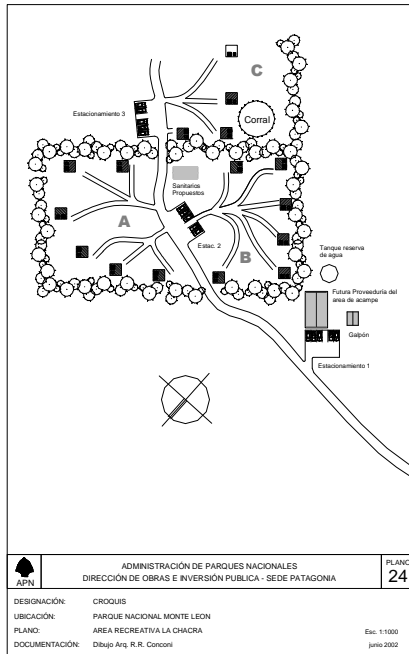 C
Corral
Estacionamiento 3
Sanitarios
Propuestos
A
Estac. 2
B
Tanque reserva
de agua
Futura Proveeduría del
area de acampe
Galpón
Estacionamiento 1
APN
ADMINISTRACIÓN DE PARQUES NACIONALES
DIRECCIÓN DE OBRAS E INVERSIÓN PUBLICA - SEDE PATAGONIA
PLANO
24
DESIGNACIÓN: CROQUIS
UBICACIÓN: PARQUE NACIONAL MONTE LEON
PLANO: AREA RECREATIVA LA CHACRA Esc. 1:1000
DOCUMENTACIÓN: Dibujo Arq. R.R. Conconi junio 2002